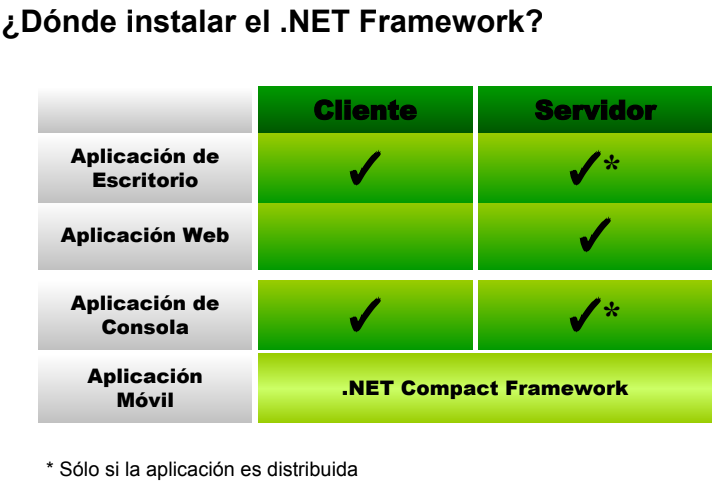 ¿Dónde instalar el .NET Framework?
Cliente Servidor
Aplicación de
Escritorio ✓ ✓*
Aplicación Web ✓
Aplicación de
Consola ✓ ✓*
Aplicación
Móvil
.NET Compact Framework
* Sólo si la aplicación es distribuida